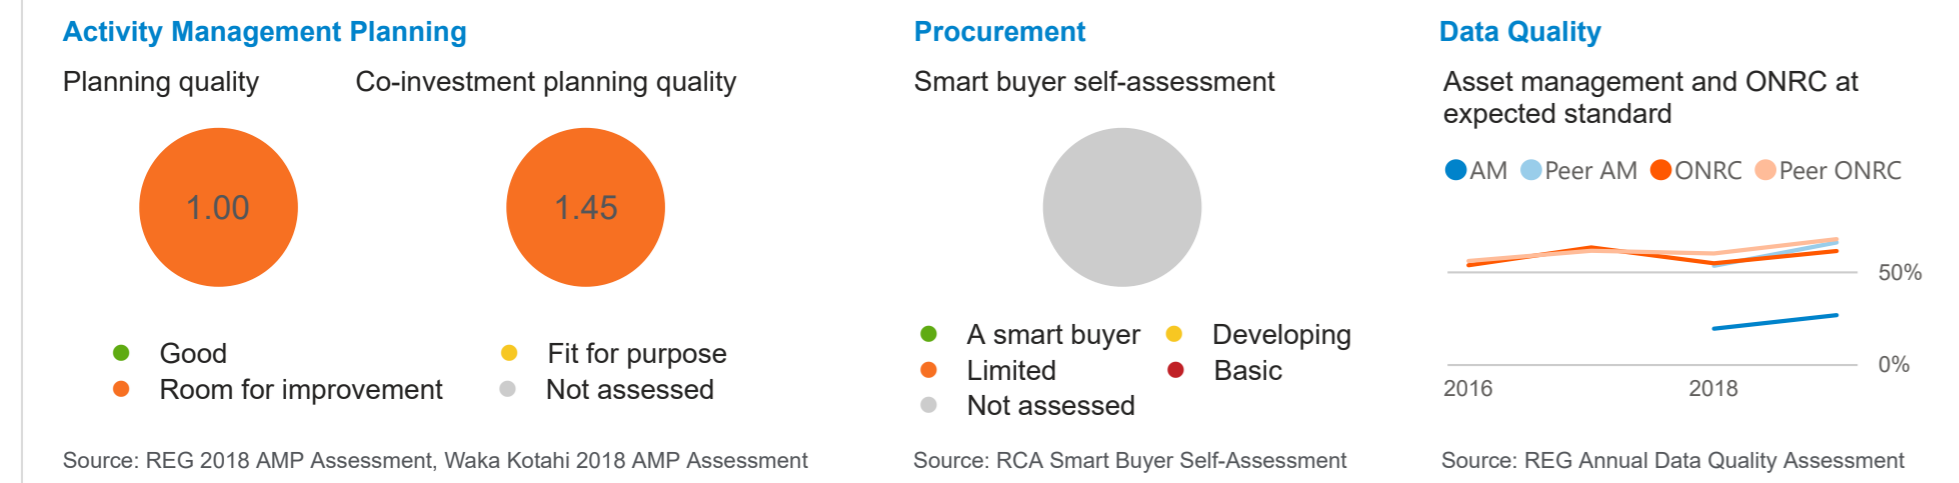 Activity Management Planning
Planning quality
Co-investment planning quality
1.00
1.45
Good
Fit for purpose
Room for improvement
Not assessed
Source: REG 2018 AMP Assessment, Waka Kotahi 2018 AMP Assessment
Procurement
Smart buyer self-assessment
A smart buyer
Developing
Limited
Basic
Not assessed
Source: RCA Smart Buyer Self-Assessment
Data Quality
Asset management and ONRC at
expected standard
AM Peer AM ONRC Peer ONRC
50%
0%
2016
2018
Source: REG Annual Data Quality Assessment